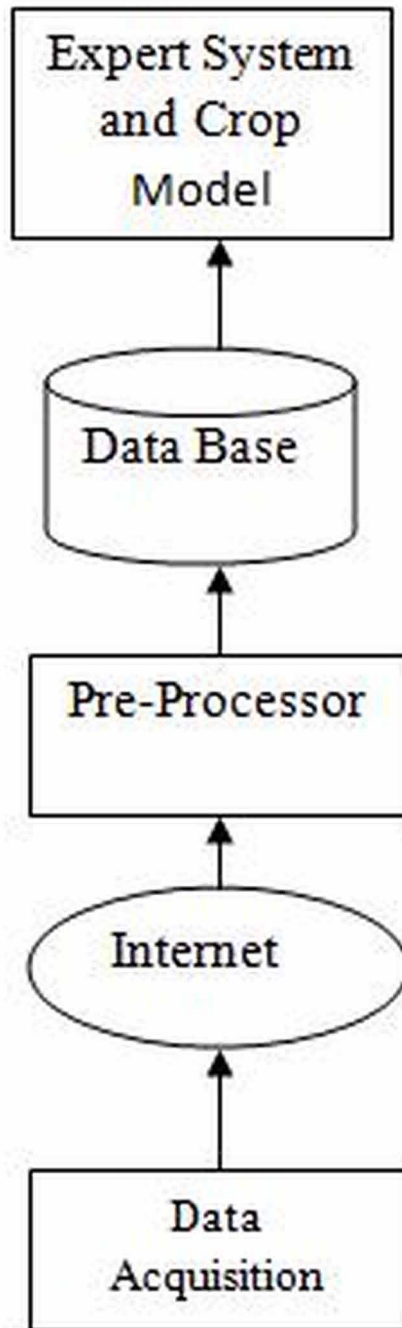 Expert System
and Crop
Model
Data Base
Pre-Processor
Internet
Data
Acquisition